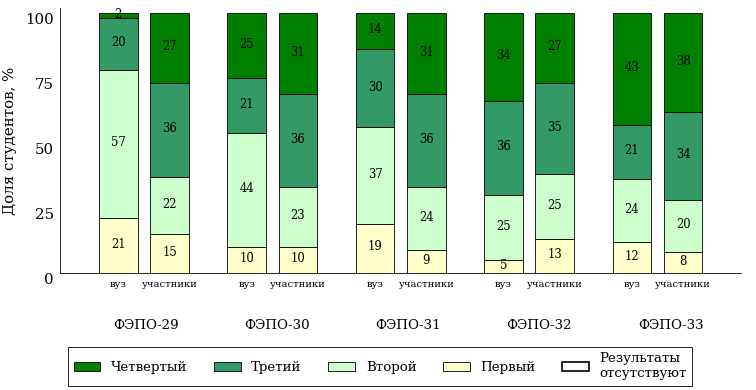 Доля студентов, %
100
75
50
25
0
2 20 57 21
27 36 22 15
25 21 44 10
31 36 23 10
14 30 37 19
31 36 24 9
34 36 25 5
27 35 25 13
43 21 24 12
38 34 20 8
вуз участники вуз участники вуз участники вуз участники вуз участники
ФЭПО-29 ФЭПО-30 ФЭПО-31 ФЭПО-32 ФЭПО-33
Четвертый Третий Второй Первый Результаты
отсутствуют